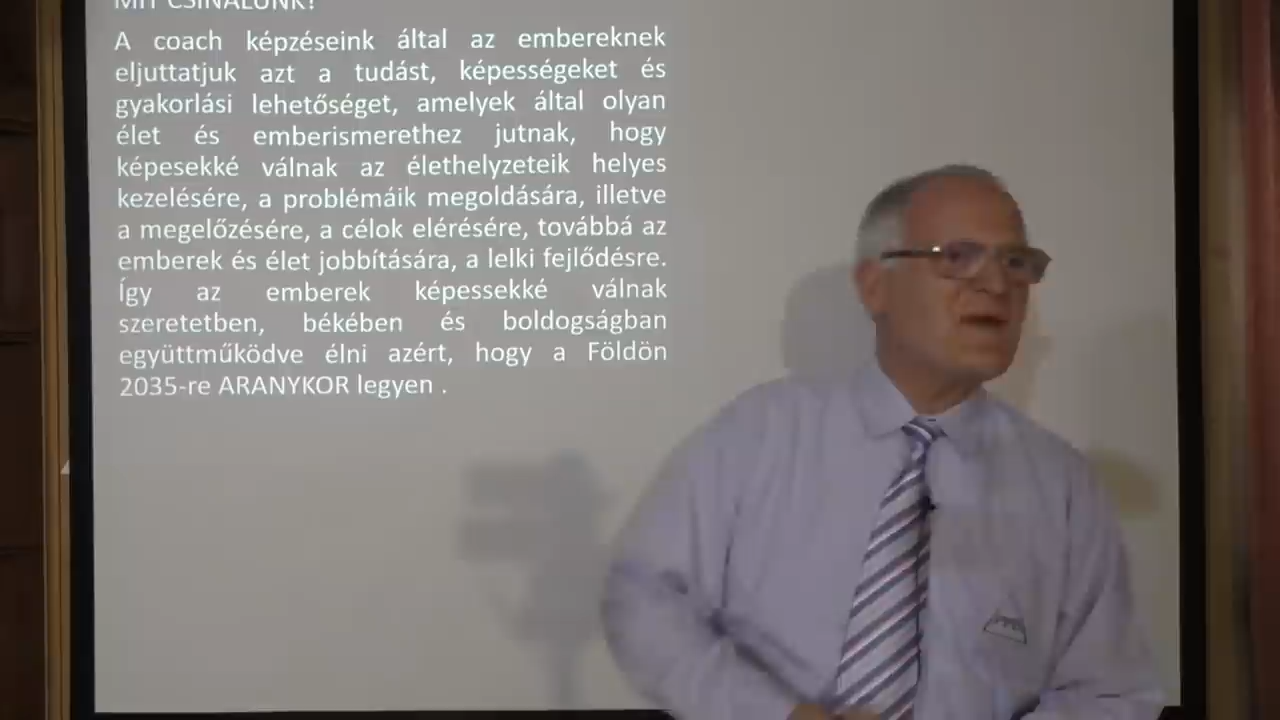 MIT CSINÁLUNK?
A coach képzéseink által az embereknek
eljuttatjuk azt a tudást, képességeket és
gyakorlási lehetőséget, amelyek által olyan
élet és emberismerethez jutnak, hogy
képesekké válnak az élethelyzeteik helyes
kezelésére, a problémáik megoldására, illetve
a megelőzésére, a célok elérésére, továbbá az
emberek és élet jobbítására, a lelki fejlődésre.
Így az emberek képessekké válnak
szeretetben, békében és boldogságban
együttműködve élni azért, hogy a Földön
2035-re ARANYKOR legyen .